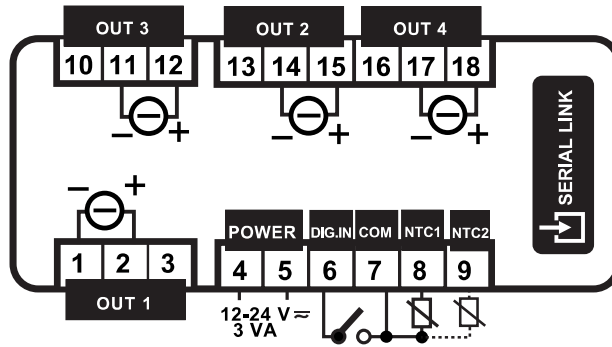 OUT 3
OUT 2
OUT 4
10 11 12
13 14 15 16 17 18
− +
− +
− +
SERIAL LINK
− +
POWER DIG.IN COM NTC1 NTC2
1 2 3
4 5 6 7 8 9
OUT 1
12-24 V ≂
3 VA